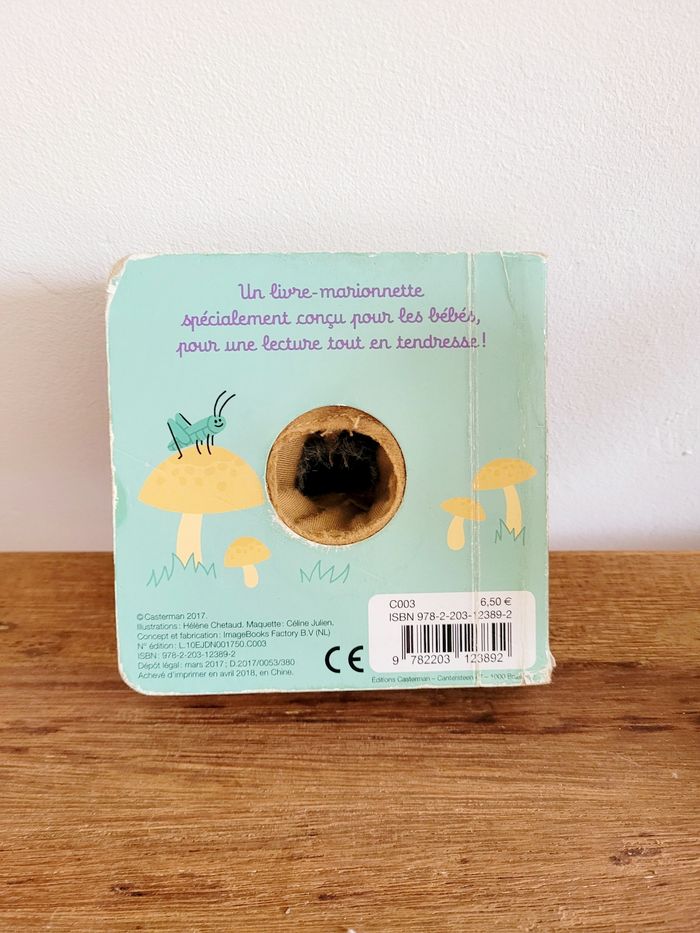 Un livre-marionnette
spécialement conçu pour les bébés,
pour une lecture tout en tendresse !
©Casterman 2017.
Illustrations : Hélène Chetaud. Maquette : Céline Julien.
Concept et fabrication : ImageBooks Factory B.V (NL)
N° édition : L.10EJDN001750.C003
ISBN : 978-2-203-12389-2
Dépôt légal : mars 2017 ; D.2017/0053/380
Achevé d'imprimer en avril 2018, en Chine.
CE
C003 6,50 €
ISBN 978-2-203-12389-2
9 782203 123892
Editions Casterman – Cantersteen – 1000